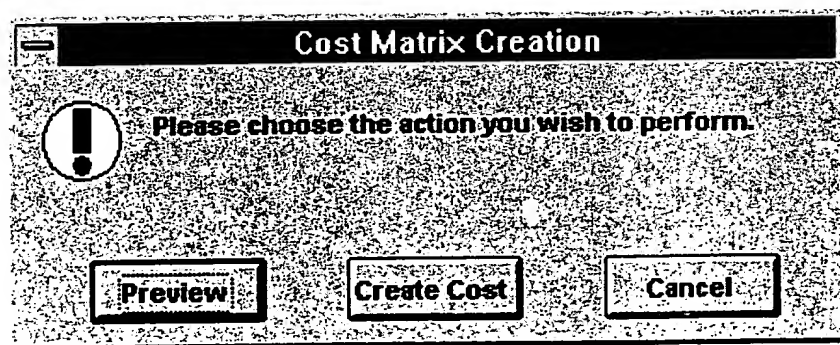 Cost Matrix Creation
Please choose the action you wish to perform.
Preview Create Cost Cancel